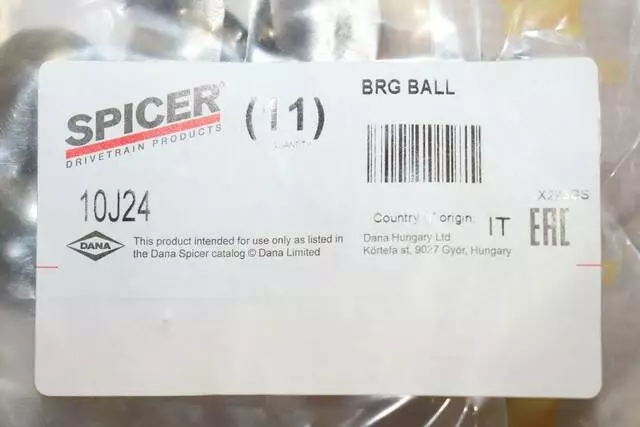 SPICER®
DRIVETRAIN PRODUCTS
(11)
QUANTITY
BRG BALL
10J24
Country of origin: IT
EAC
DANA
This product intended for use only as listed in
the Dana Spicer catalog © Dana Limited
Dana Hungary Ltd.
Körtefa st, 9027 Győr, Hungary